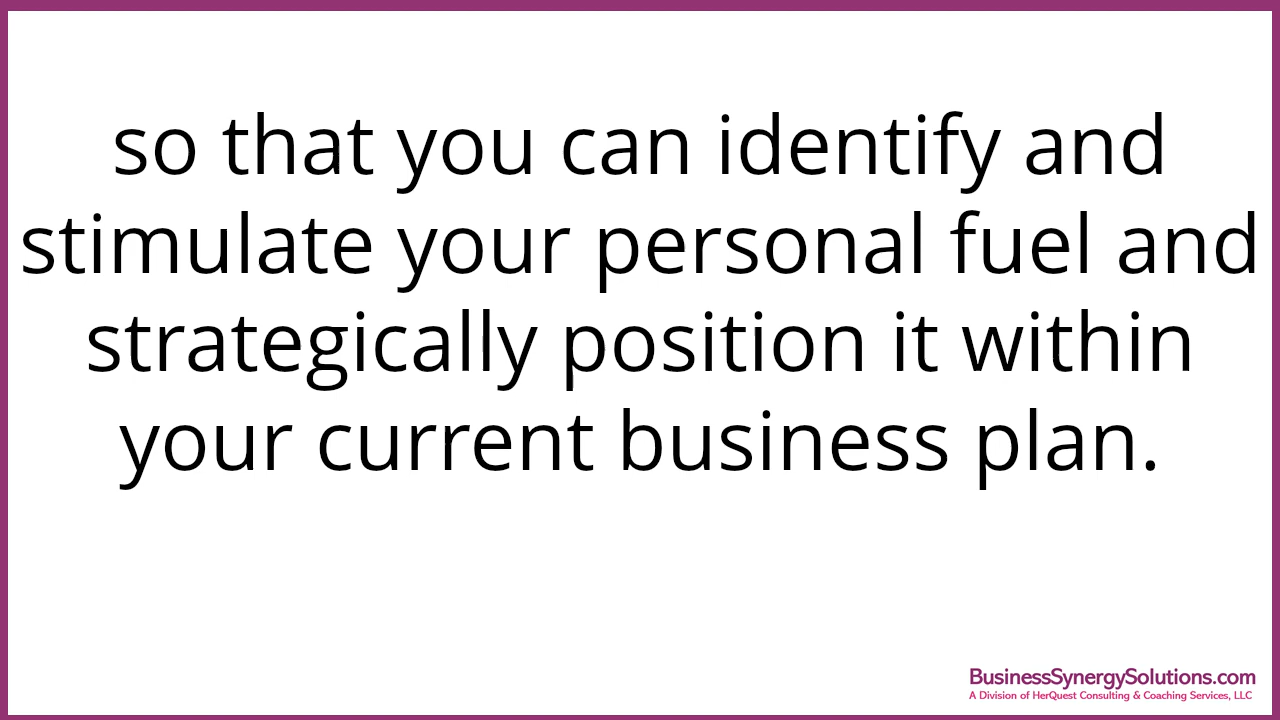 so that you can identify and
stimulate your personal fuel and
strategically position it within
your current business plan.
BusinessSynergySolutions.com
A Division of HerQuest Consulting & Coaching Services, LLC